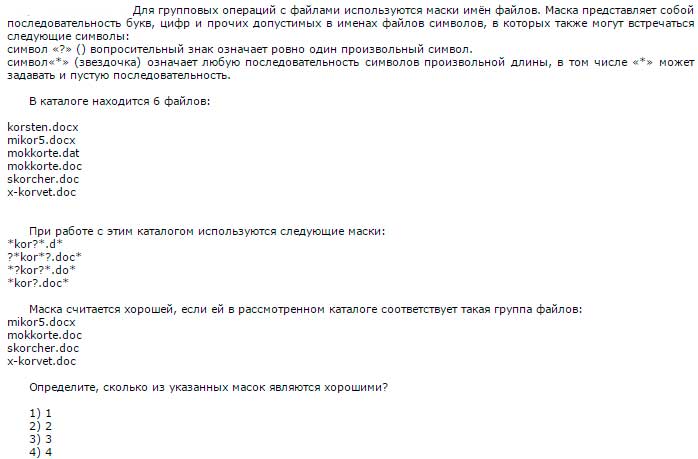 Для групповых операций с файлами используются маски имён файлов. Маска представляет собой
последовательность букв, цифр и прочих допустимых в именах файлов символов, в которых также могут встречаться
следующие символы:
символ «?» () вопросительный знак означает ровно один произвольный символ.
символ«*» (звездочка) означает любую последовательность символов произвольной длины, в том числе «*» может
задавать и пустую последовательность.
В каталоге находится 6 файлов:
korsten.docx
mikor5.docx
mokkorte.dat
mokkorte.doc
skorcher.doc
x-korvet.doc
При работе с этим каталогом используются следующие маски:
*kor?*.d*
?*kor*?.doc*
*?kor?*.do*
*kor?.doc*
Маска считается хорошей, если ей в рассмотренном каталоге соответствует такая группа файлов:
mikor5.docx
mokkorte.doc
skorcher.doc
x-korvet.doc
Определите, сколько из указанных масок являются хорошими?
1) 1
2) 2
3) 3
4) 4